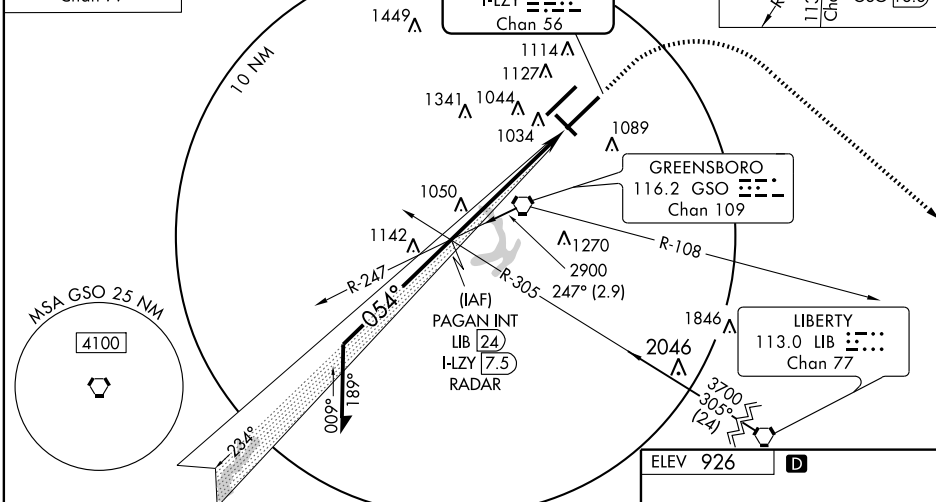 I-LZY
Chan 56
1449
10 NM
1114
1127
1341
1044
1034
1089
GREENSBORO
116.2 GSO
Chan 109
1050
1142
1270
R-108
R-247
2900
247° (2.9)
R-305
054°
(IAF)
PAGAN INT
LIB 24
I-LZY 7.5
RADAR
MSA GSO 25 NM
4100
1846
LIBERTY
113.0 LIB
Chan 77
2046
3700
305°
(24)
009°
189°
234°
ELEV 926
D